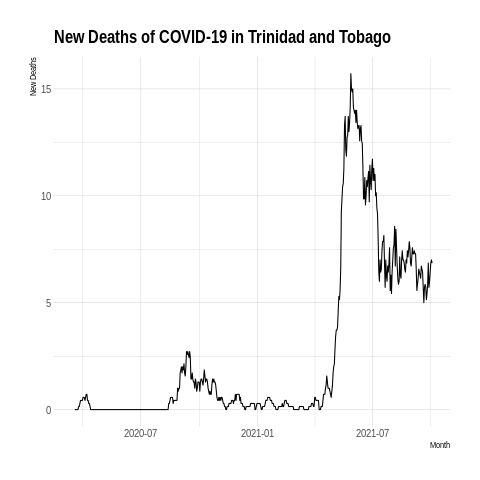 New Deaths of COVID-19 in Trinidad and Tobago
New Deaths
15
10
5
0
2020-07
2021-01
2021-07
Month